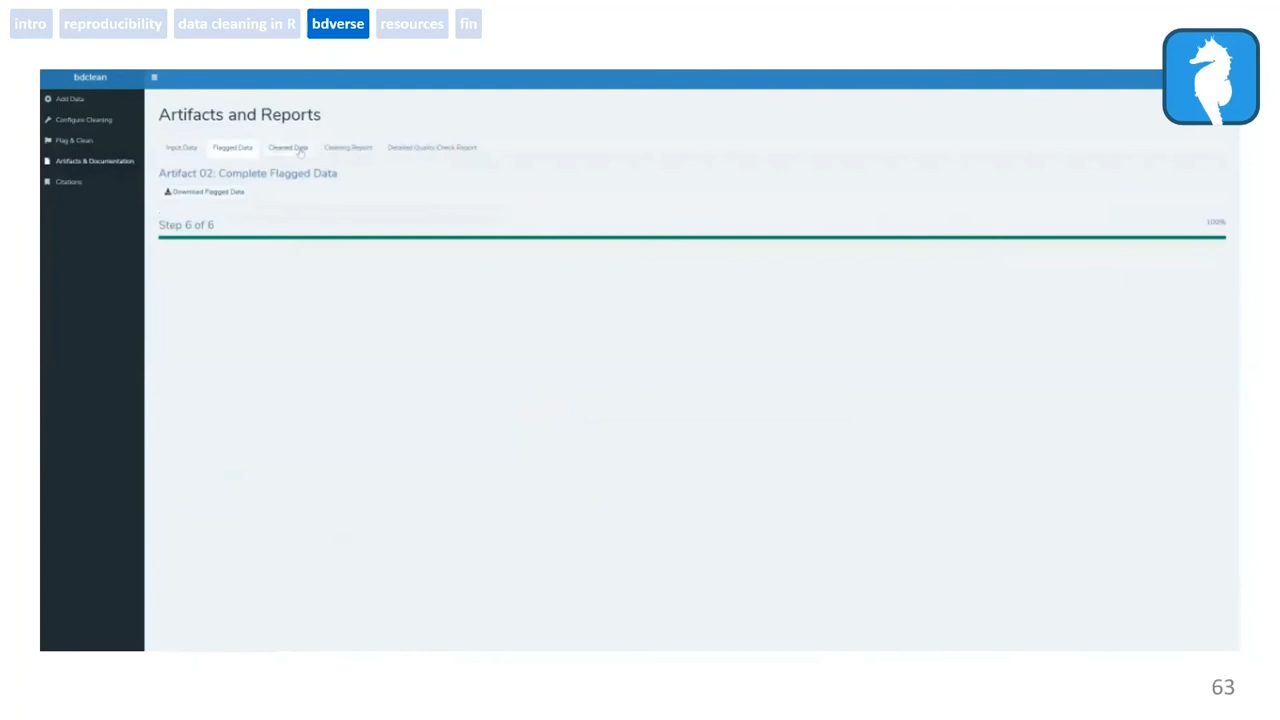 intro reproducibility data cleaning in R bdverse resources fin
bdclean
Add Data
Configure Cleaning
Flag & Clean
Artifacts & Documentation
Citations
Artifacts and Reports
Input Data Flagged Data Cleaned Data Cleaning Report Detailed Quality Check Report
Artifact 02: Complete Flagged Data
Download Flagged Data
Step 6 of 6 100%
63